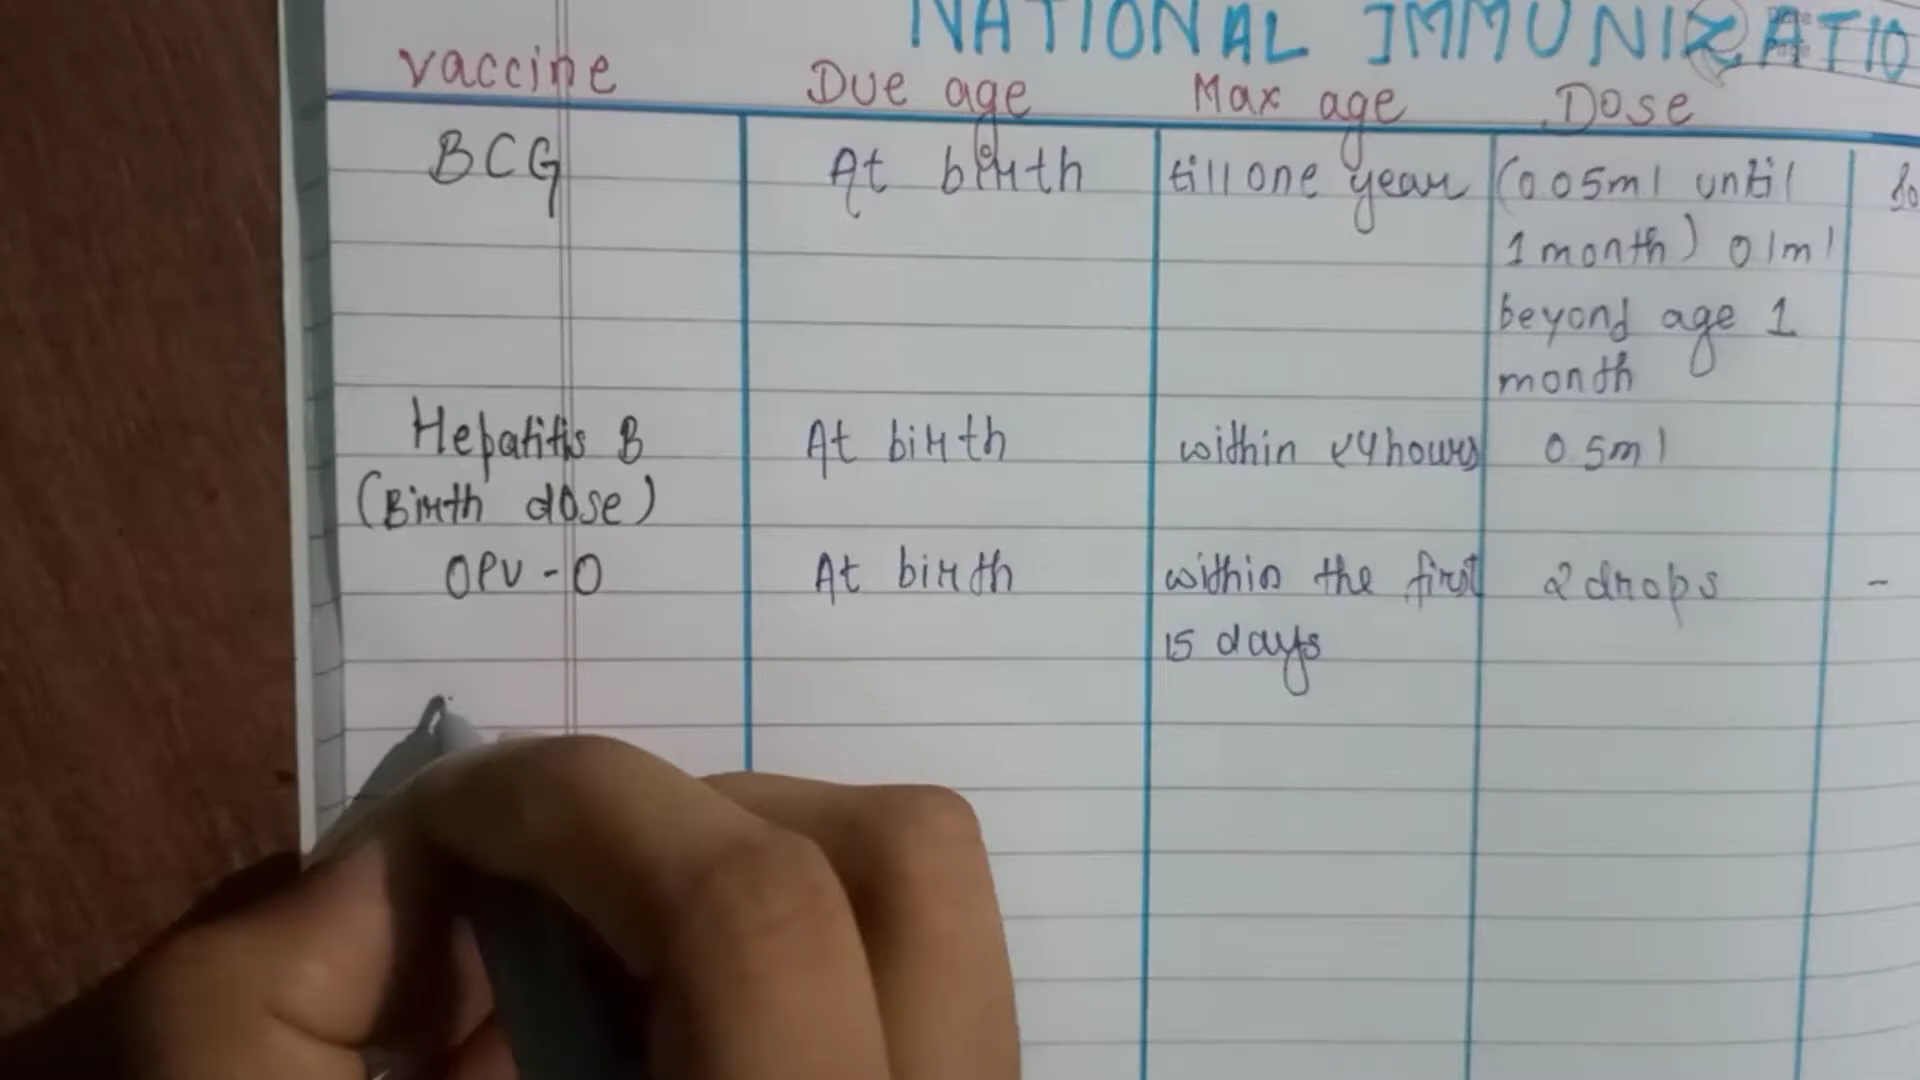 NATIONAL IMMUNIZATIO
vaccine Due age Max age Dose
BCG At birth till one year (0.05ml until
1 month) 0.1ml
beyond age 1
month
Hepatitis B At birth within 24 hours 0.5ml
(Birth dose)
OPV - 0 At birth within the first 2 drops -
15 days